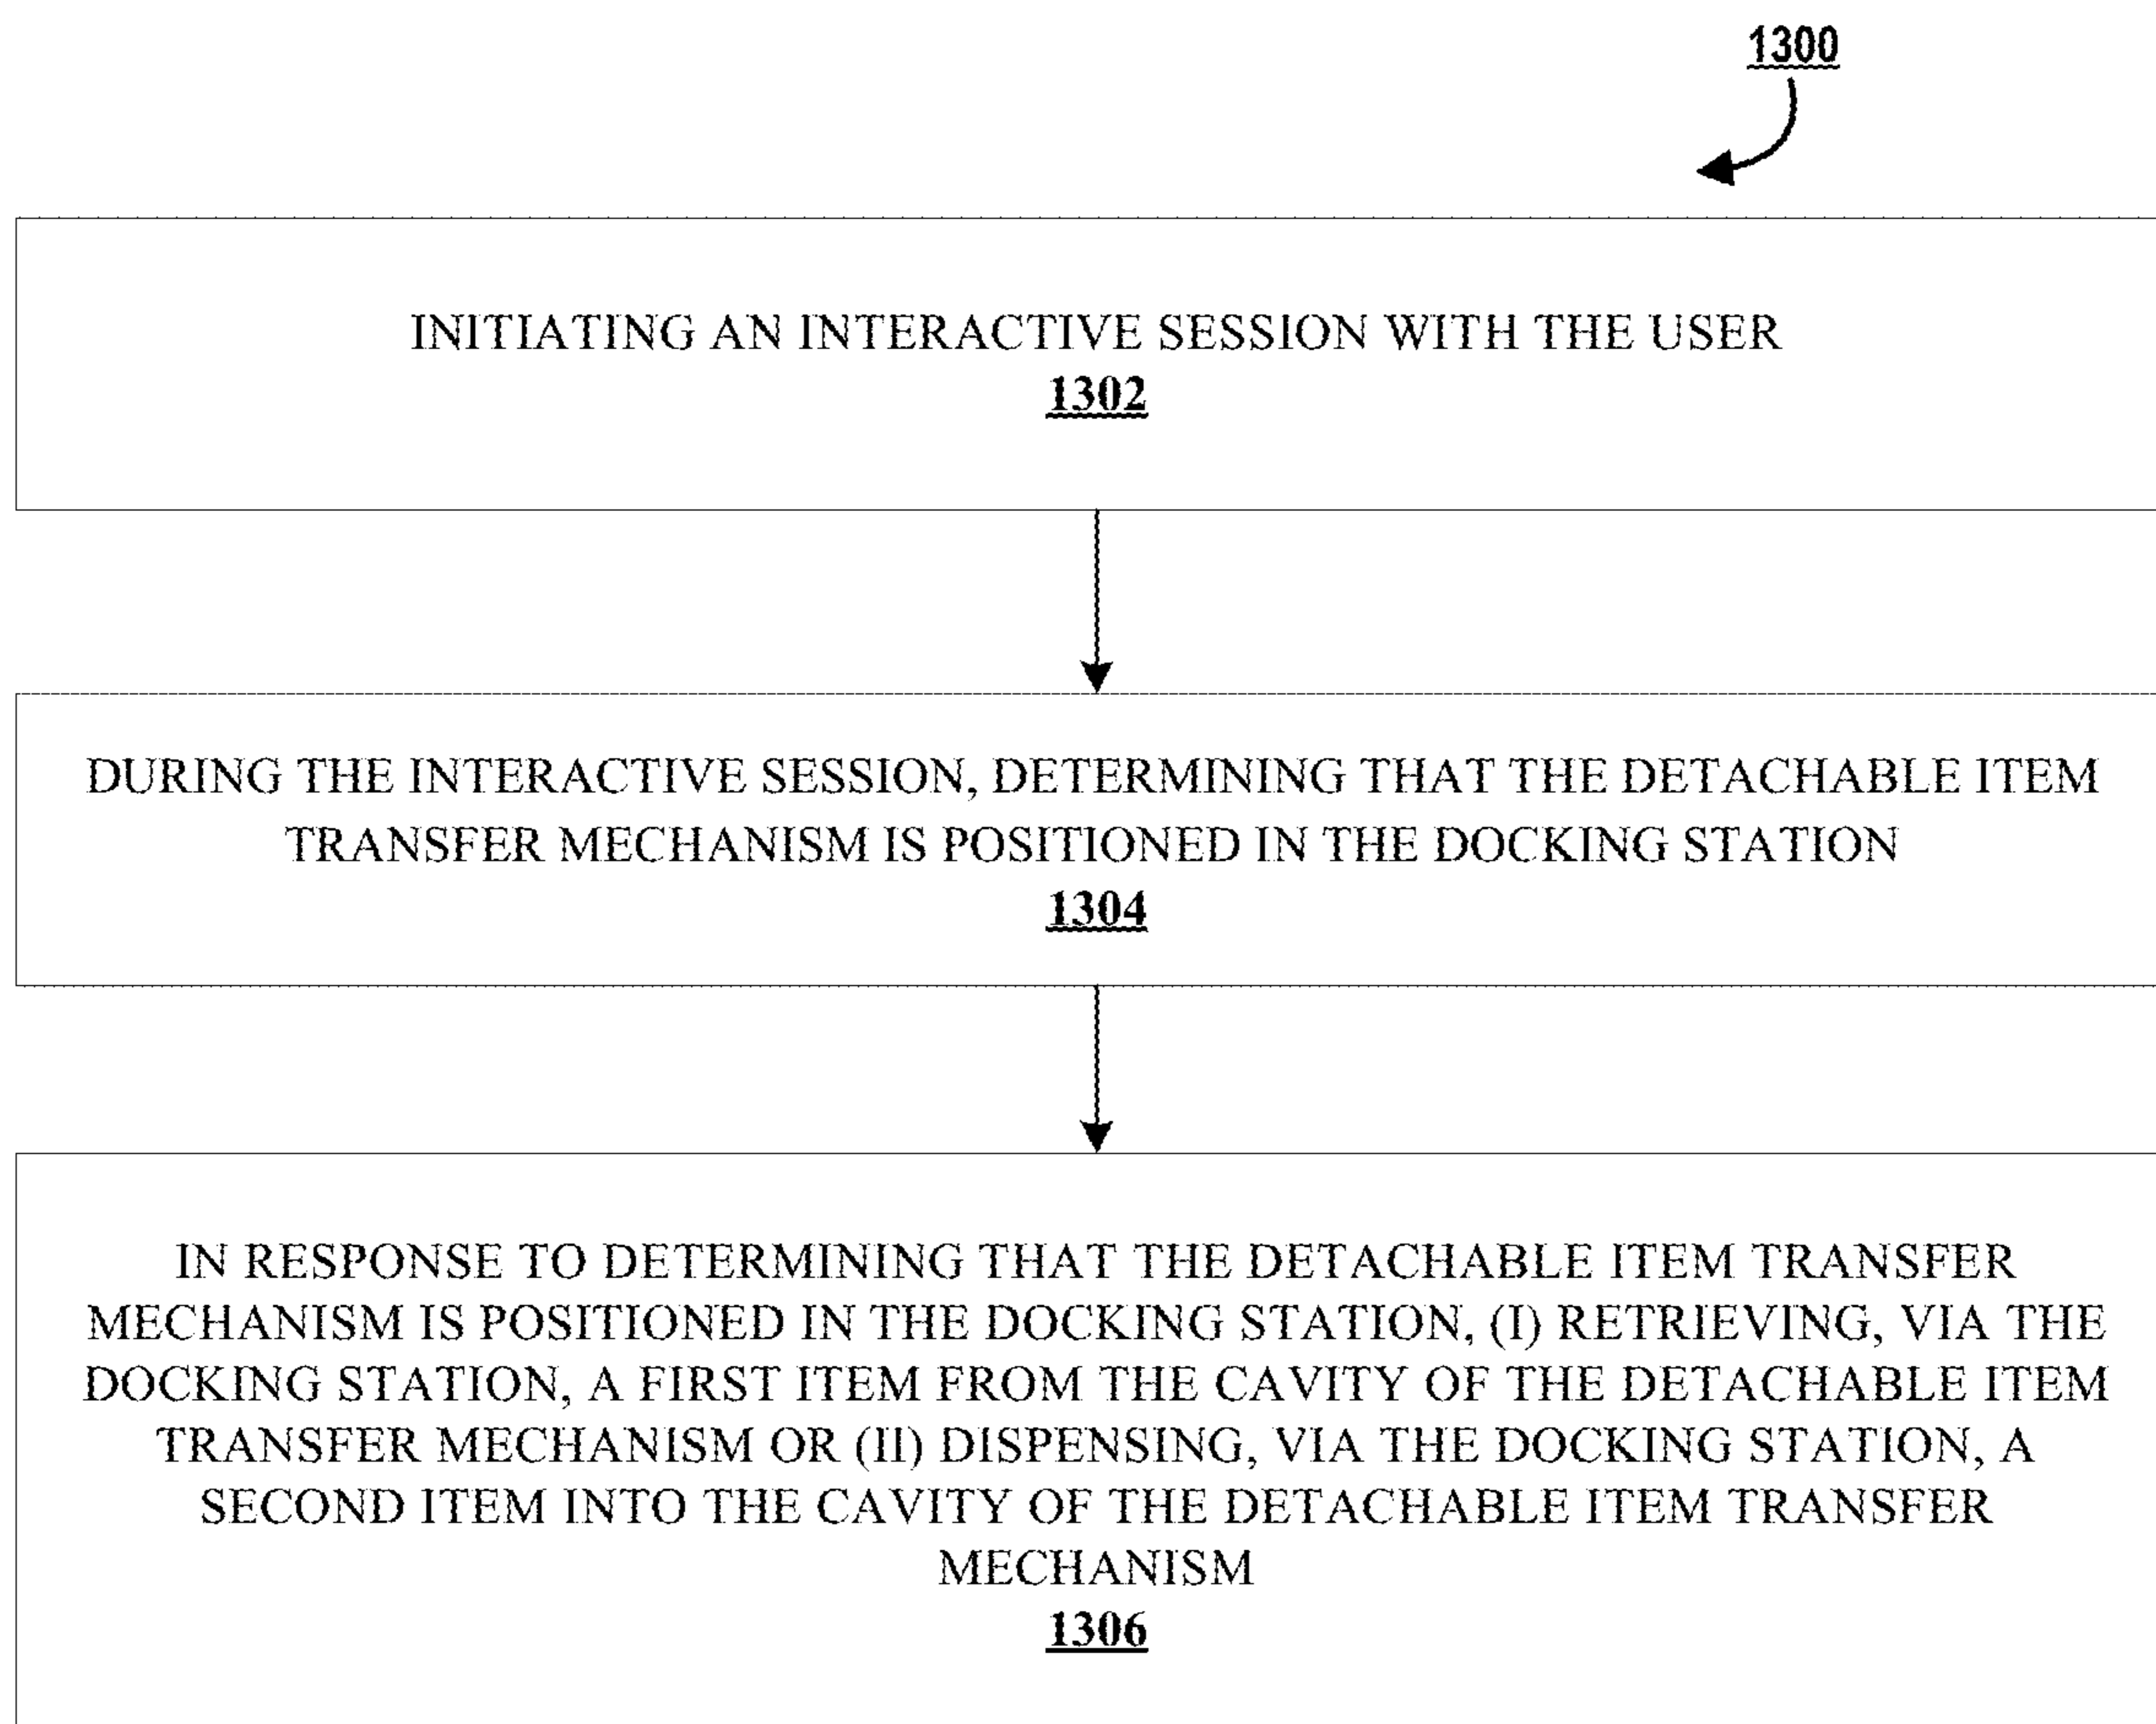 1300
INITIATING AN INTERACTIVE SESSION WITH THE USER
1302
DURING THE INTERACTIVE SESSION, DETERMINING THAT THE DETACHABLE ITEM
TRANSFER MECHANISM IS POSITIONED IN THE DOCKING STATION
1304
IN RESPONSE TO DETERMINING THAT THE DETACHABLE ITEM TRANSFER
MECHANISM IS POSITIONED IN THE DOCKING STATION, (I) RETRIEVING, VIA THE
DOCKING STATION, A FIRST ITEM FROM THE CAVITY OF THE DETACHABLE ITEM
TRANSFER MECHANISM OR (II) DISPENSING, VIA THE DOCKING STATION, A
SECOND ITEM INTO THE CAVITY OF THE DETACHABLE ITEM TRANSFER
MECHANISM
1306